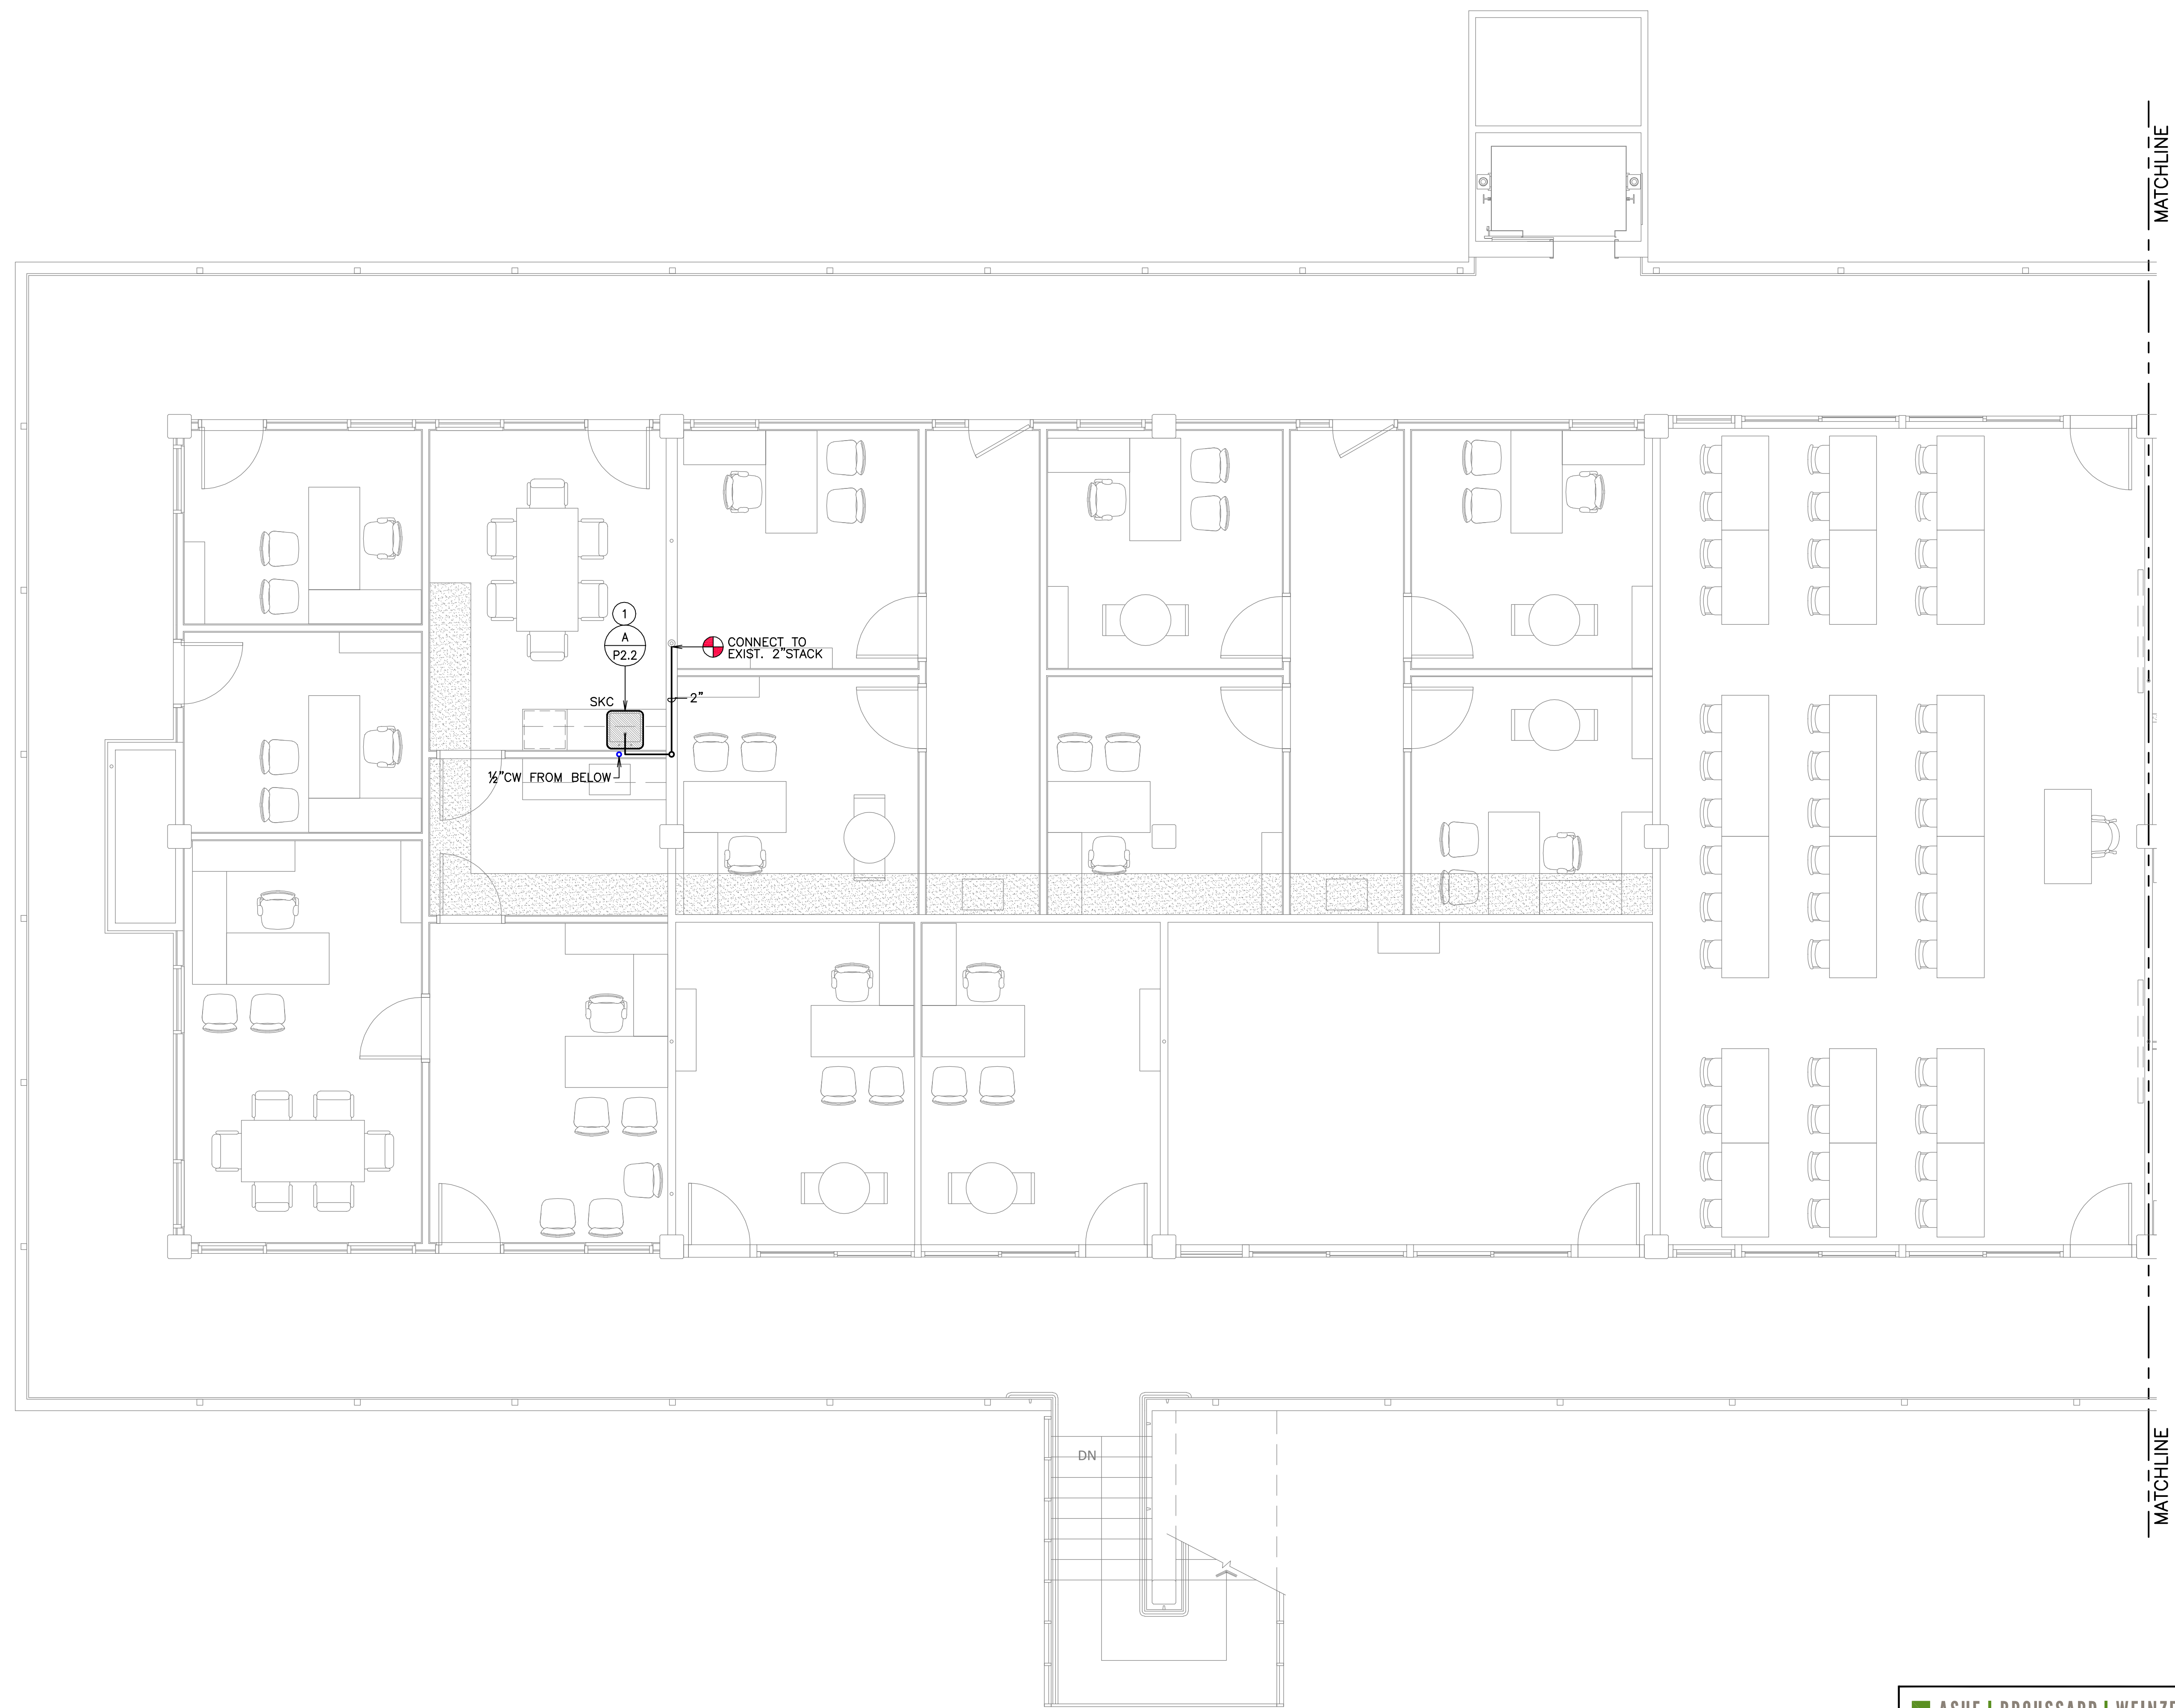 MATCHLINE
1
A
P2.2
CONNECT TO
EXIST. 2"STACK
SKC
2"
½"CW FROM BELOW
DN
MATCHLINE